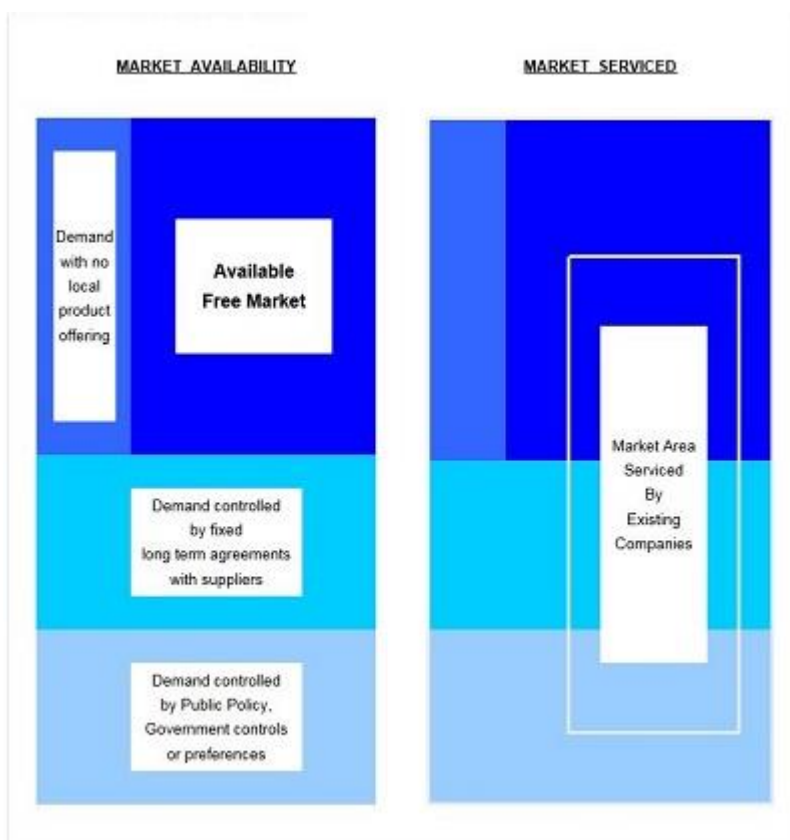 MARKET AVAILABILITY
MARKET SERVICED
Demand
with no
local
product
offering
Available
Free Market
Demand controlled
by fixed
long term agreements
with suppliers
Demand controlled
by Public Policy,
Government controls
or preferences
Market Area
Serviced
By
Existing
Companies